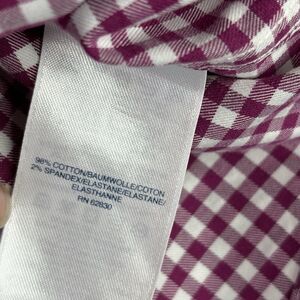 98% COTTON/BAUMWOLLE/COTON
2% SPANDEX/ELASTANE/ELASTANE/
ELASTHANNE
RN 62830